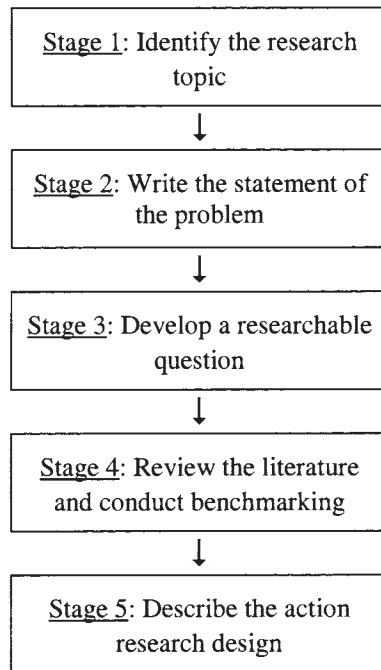 Stage 1: Identify the research
topic
Stage 2: Write the statement of
the problem
Stage 3: Develop a researchable
question
Stage 4: Review the literature
and conduct benchmarking
Stage 5: Describe the action
research design